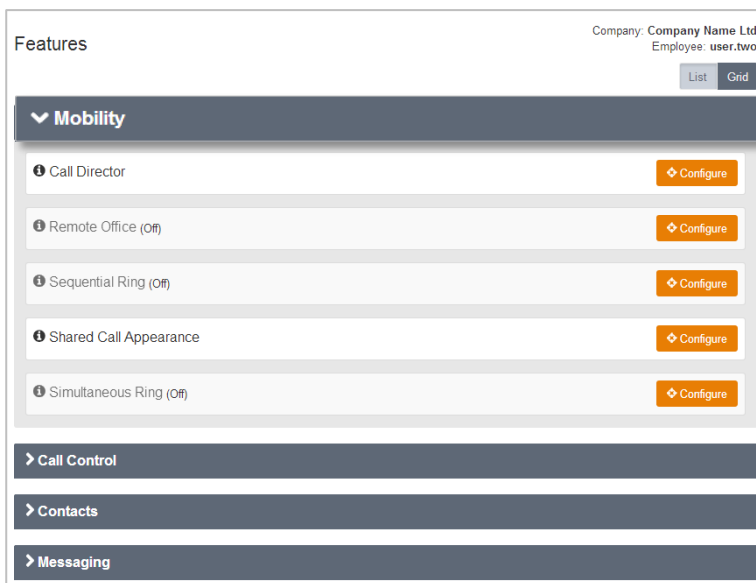 Features
Company: Company Name Ltd
Employee: user.two
List Grid
Mobility
Call Director Configure
Remote Office (Off) Configure
Sequential Ring (Off) Configure
Shared Call Appearance Configure
Simultaneous Ring (Off) Configure
Call Control
Contacts
Messaging